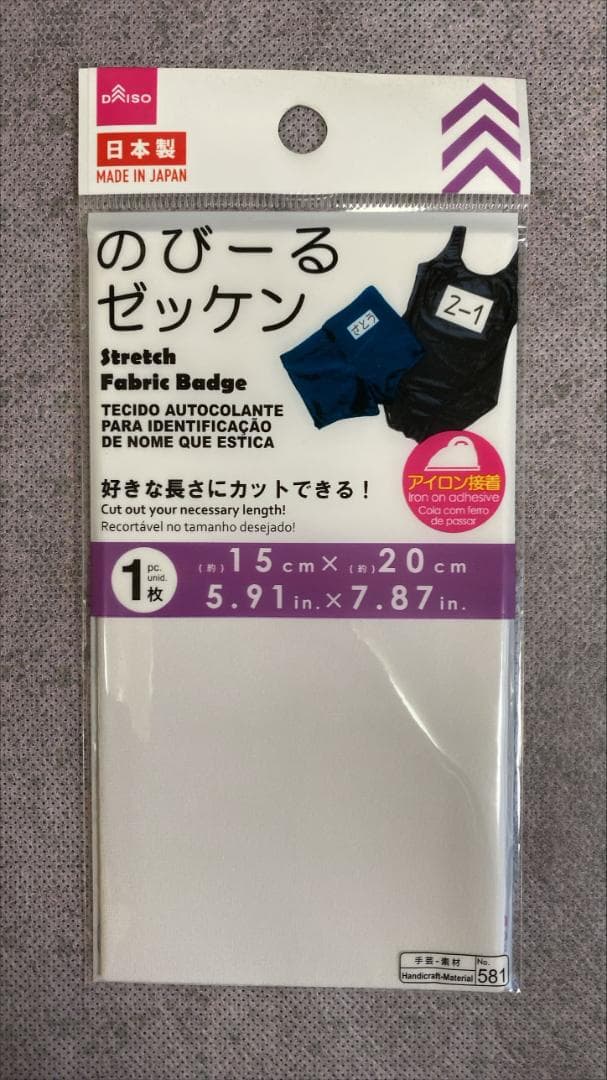 DAISO
日本製
MADE IN JAPAN
のびーる
ゼッケン
Stretch
Fabric Badge
TECIDO AUTOCOLANTE
PARA IDENTIFICAÇÃO
DE NOME QUE ESTICA
さとう
2-1
アイロン接着
Iron on adhesive
Cola com ferro
de passar
好きな長さにカットできる!
Cut out your necessary length!
Recortável no tamanho desejado!
1 pc. unid. 枚
(約)15cm×(約)20cm
5.91in.×7.87in.
手芸-素材
Handicraft-Material
No.
581